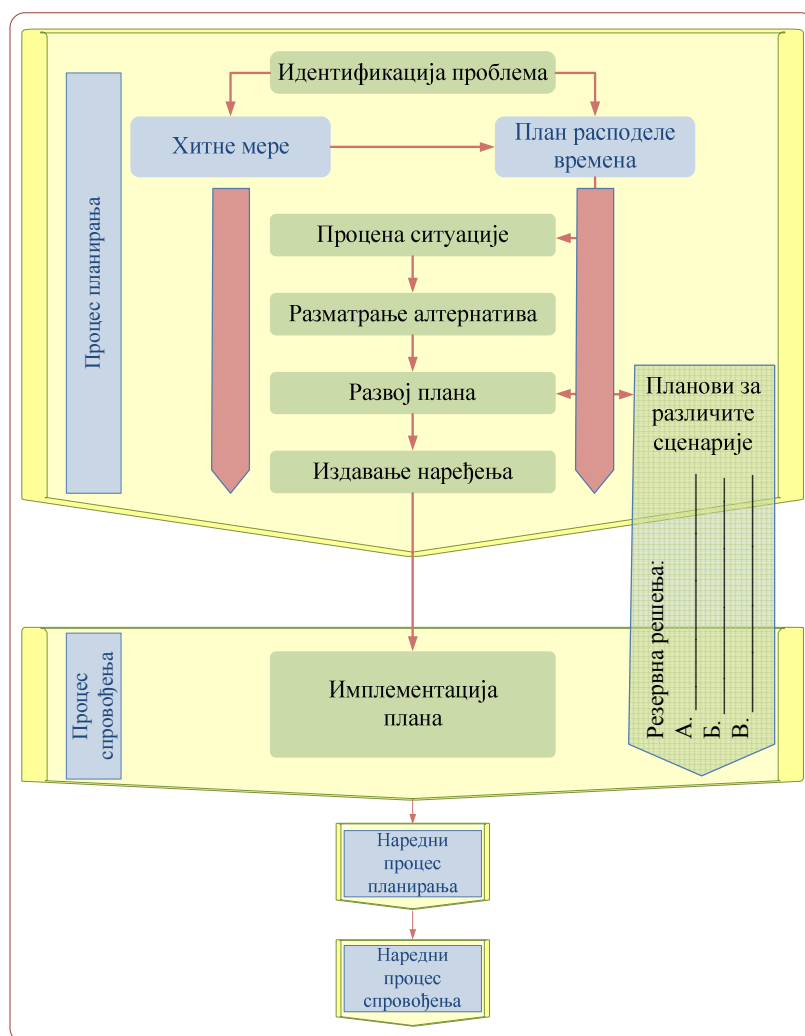 Идентификација проблема
Хитне мере
План расподеле
времена
Процес планирања
Процена ситуације
Разматрање алтернатива
Развој плана
Издавање наређења
Планови за
различите
сценарије
Резервна решења:
А.
Б.
В.
Процес
спровођења
Имплементација
плана
Наредни
процес
планирања
Наредни
процес
спровођења